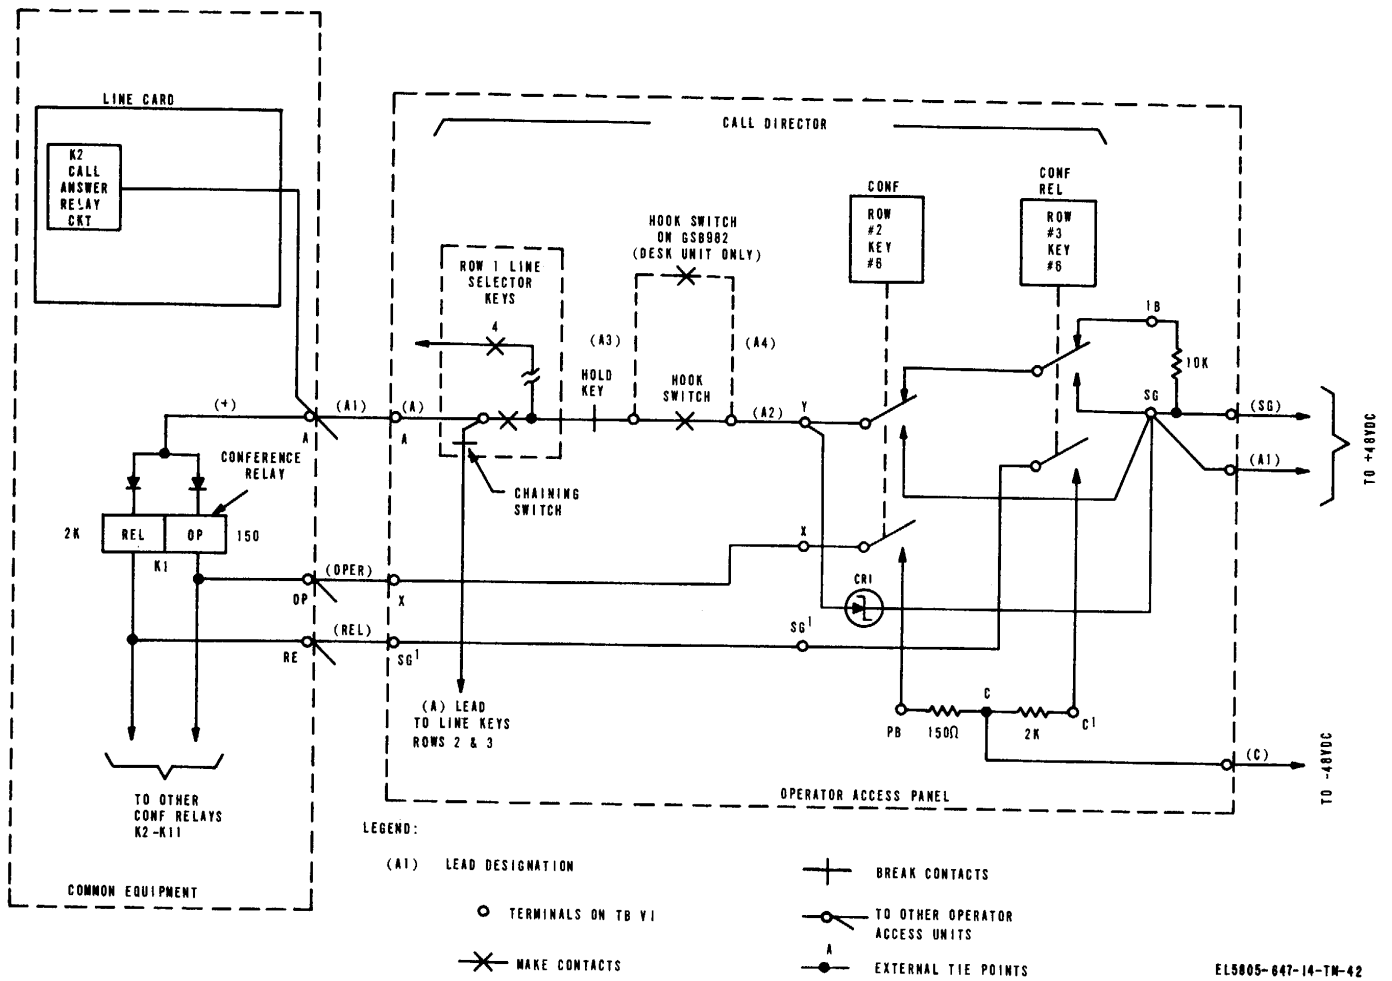 LINE CARD
K2
CALL
ANSWER
RELAY
CKT
CALL DIRECTOR
CONF
ROW
#2
KEY
#6
CONF
REL
ROW
#3
KEY
#6
HOOK SWITCH
ON GSB982
(DESK UNIT ONLY)
ROW 1 LINE
SELECTOR
KEYS
4
(A3)
(A4)
HOLD
KEY
HOOK
SWITCH
1B
10K
SG
(SG)
(A1)
TO +48VDC
(+)
(A1)
(A)
A
A
(A2)
Y
CONFERENCE
RELAY
CHAINING
SWITCH
2K
REL
OP
150
K1
X
(OPER)
OP
X
CR1
(REL)
RE
SG1
SG1
(A) LEAD
TO LINE KEYS
ROWS 2 & 3
PB
150Ω
C
2K
C1
(C)
TO -48VDC
TO OTHER
CONF RELAYS
K2-K11
OPERATOR ACCESS PANEL
COMMON EQUIPMENT
LEGEND:
(A1) LEAD DESIGNATION
TERMINALS ON TB V1
MAKE CONTACTS
BREAK CONTACTS
TO OTHER OPERATOR
ACCESS UNITS
A
EXTERNAL TIE POINTS
EL5805-647-14-TM-42